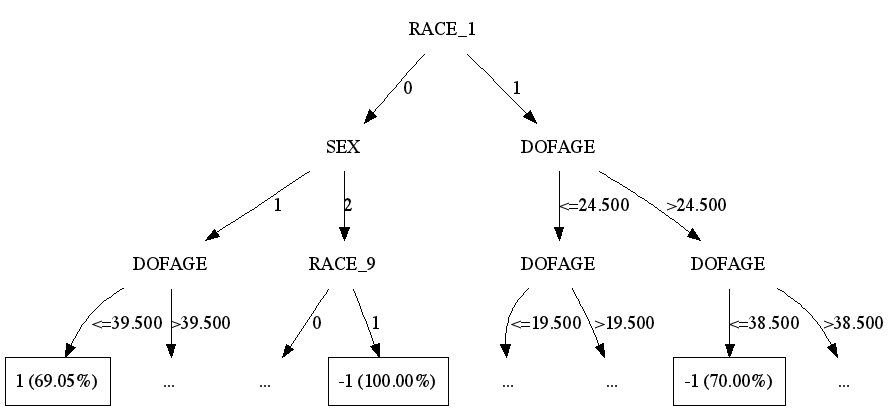 RACE_1
0 1
SEX DOFAGE
1 2 <=24.500 >24.500
DOFAGE RACE_9 DOFAGE DOFAGE
<=39.500 >39.500 0 1 <=19.500 >19.500 <=38.500 >38.500
1 (69.05%) ... ... -1 (100.00%) ... ... -1 (70.00%) ...